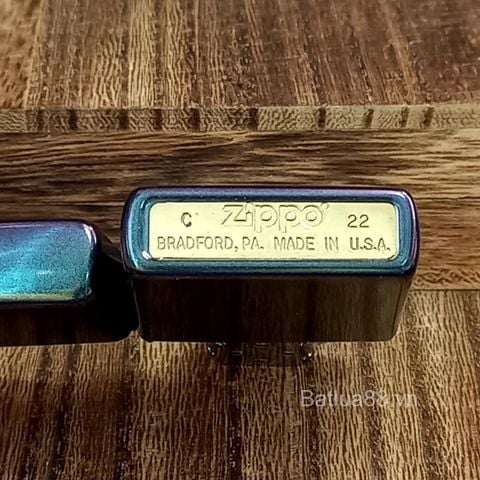 C Zippo® 22
BRADFORD, PA. MADE IN U.S.A.
Batlua88.vn